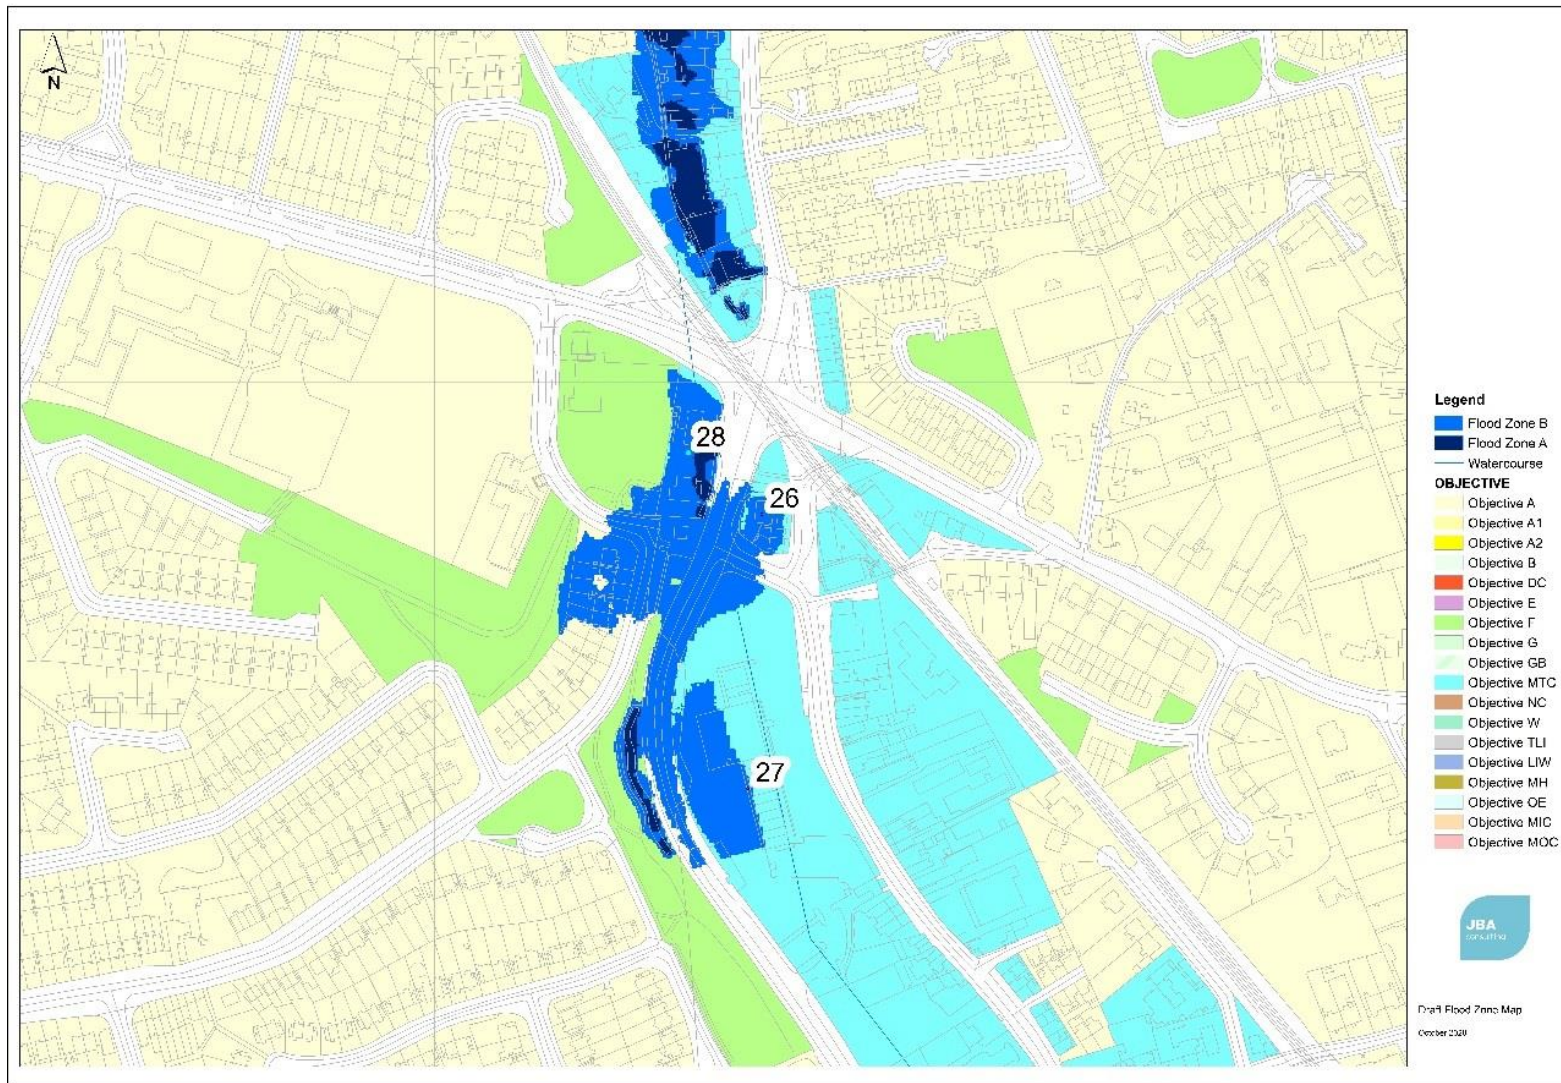 N
28
26
27
Legend
Flood Zone B
Flood Zone A
Watercourse
OBJECTIVE
Objective A
Objective A1
Objective A2
Objective B
Objective DC
Objective E
Objective F
Objective G
Objective GB
Objective MTC
Objective NC
Objective W
Objective TLI
Objective LIW
Objective MH
Objective OE
Objective MIC
Objective MOC
JBA
consulting
Draft Flood Zone Map
October 2020